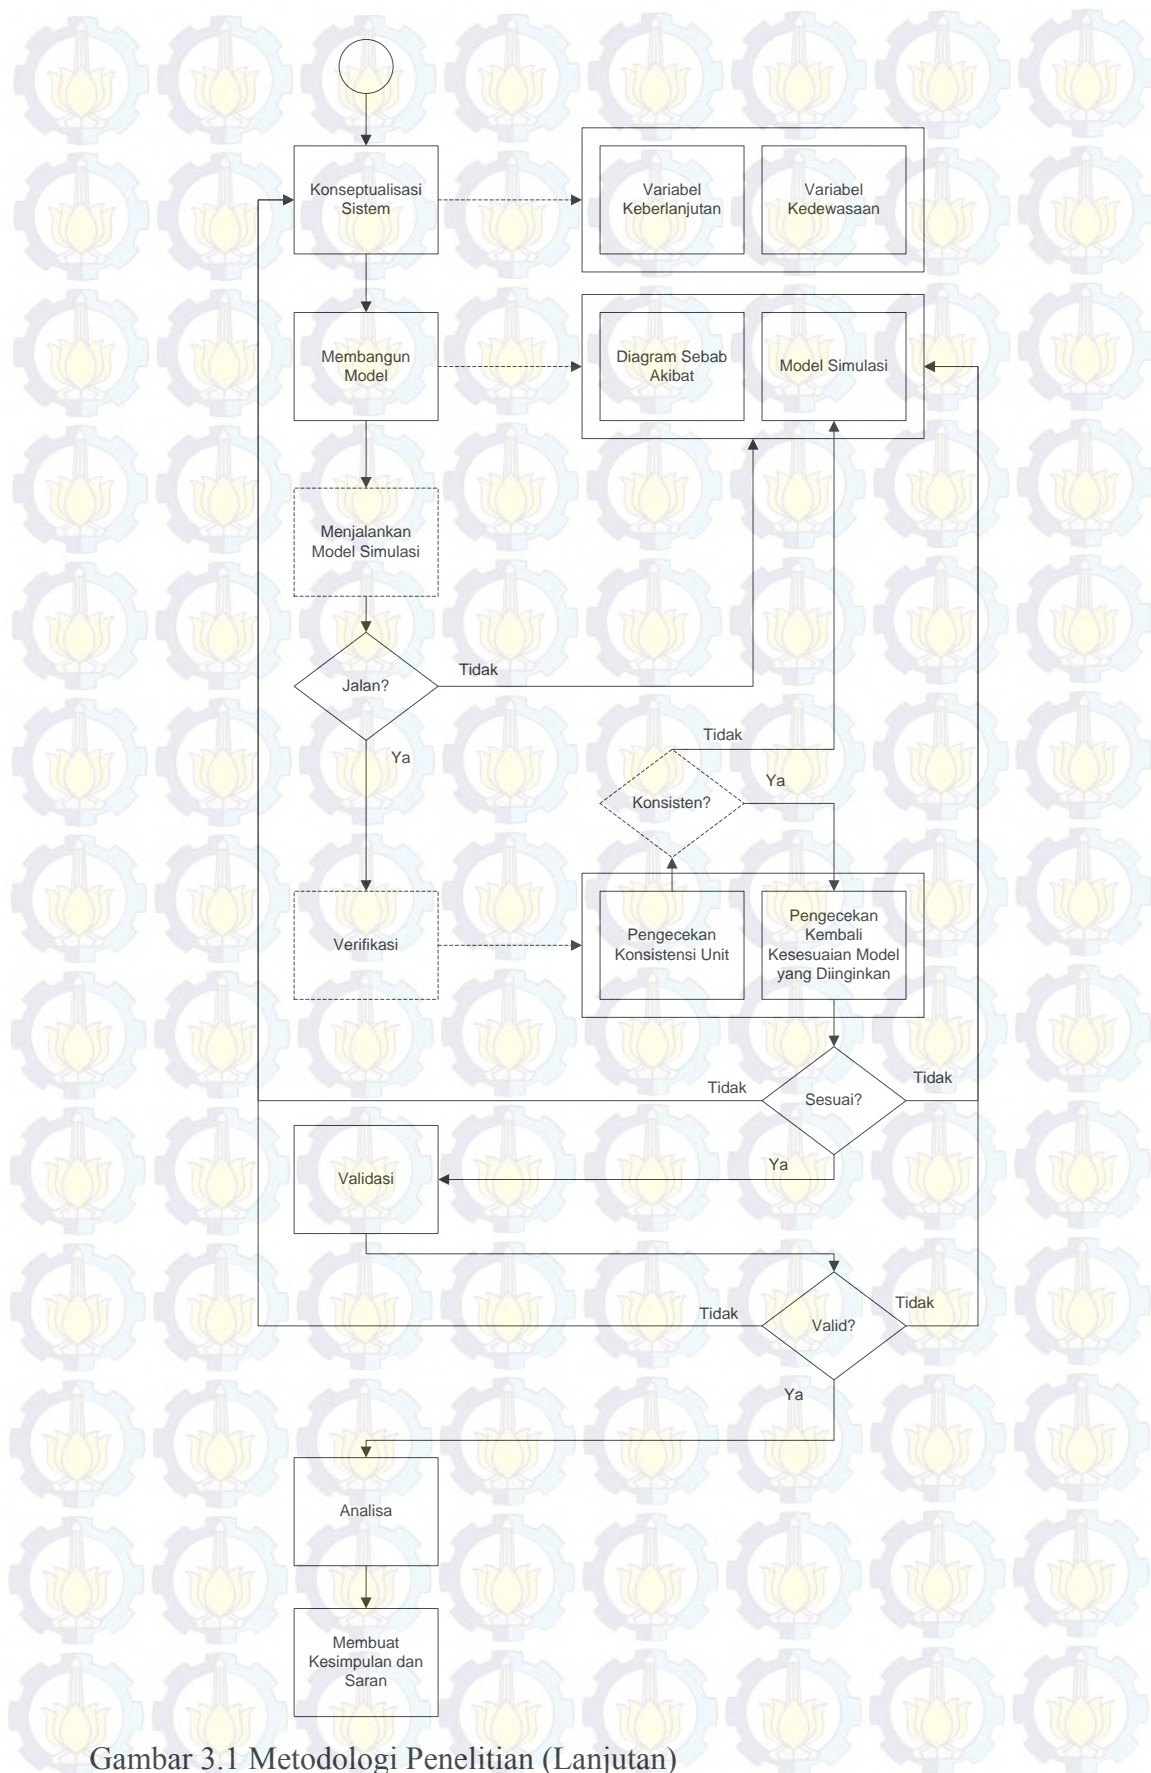 Konseptualisasi
Sistem
Variabel
Keberlanjutan
Variabel
Kedewasaan
Membangun
Model
Diagram Sebab
Akibat
Model Simulasi
Menjalankan
Model Simulasi
Jalan?
Tidak
Ya
Tidak
Konsisten?
Ya
Verifikasi
Pengecekan
Konsistensi Unit
Pengecekan
Kembali
Kesesuaian Model
yang Diinginkan
Tidak
Sesuai?
Tidak
Ya
Validasi
Tidak
Valid?
Tidak
Ya
Analisa
Membuat
Kesimpulan dan
Saran
Gambar 3.1 Metodologi Penelitian (Lanjutan)